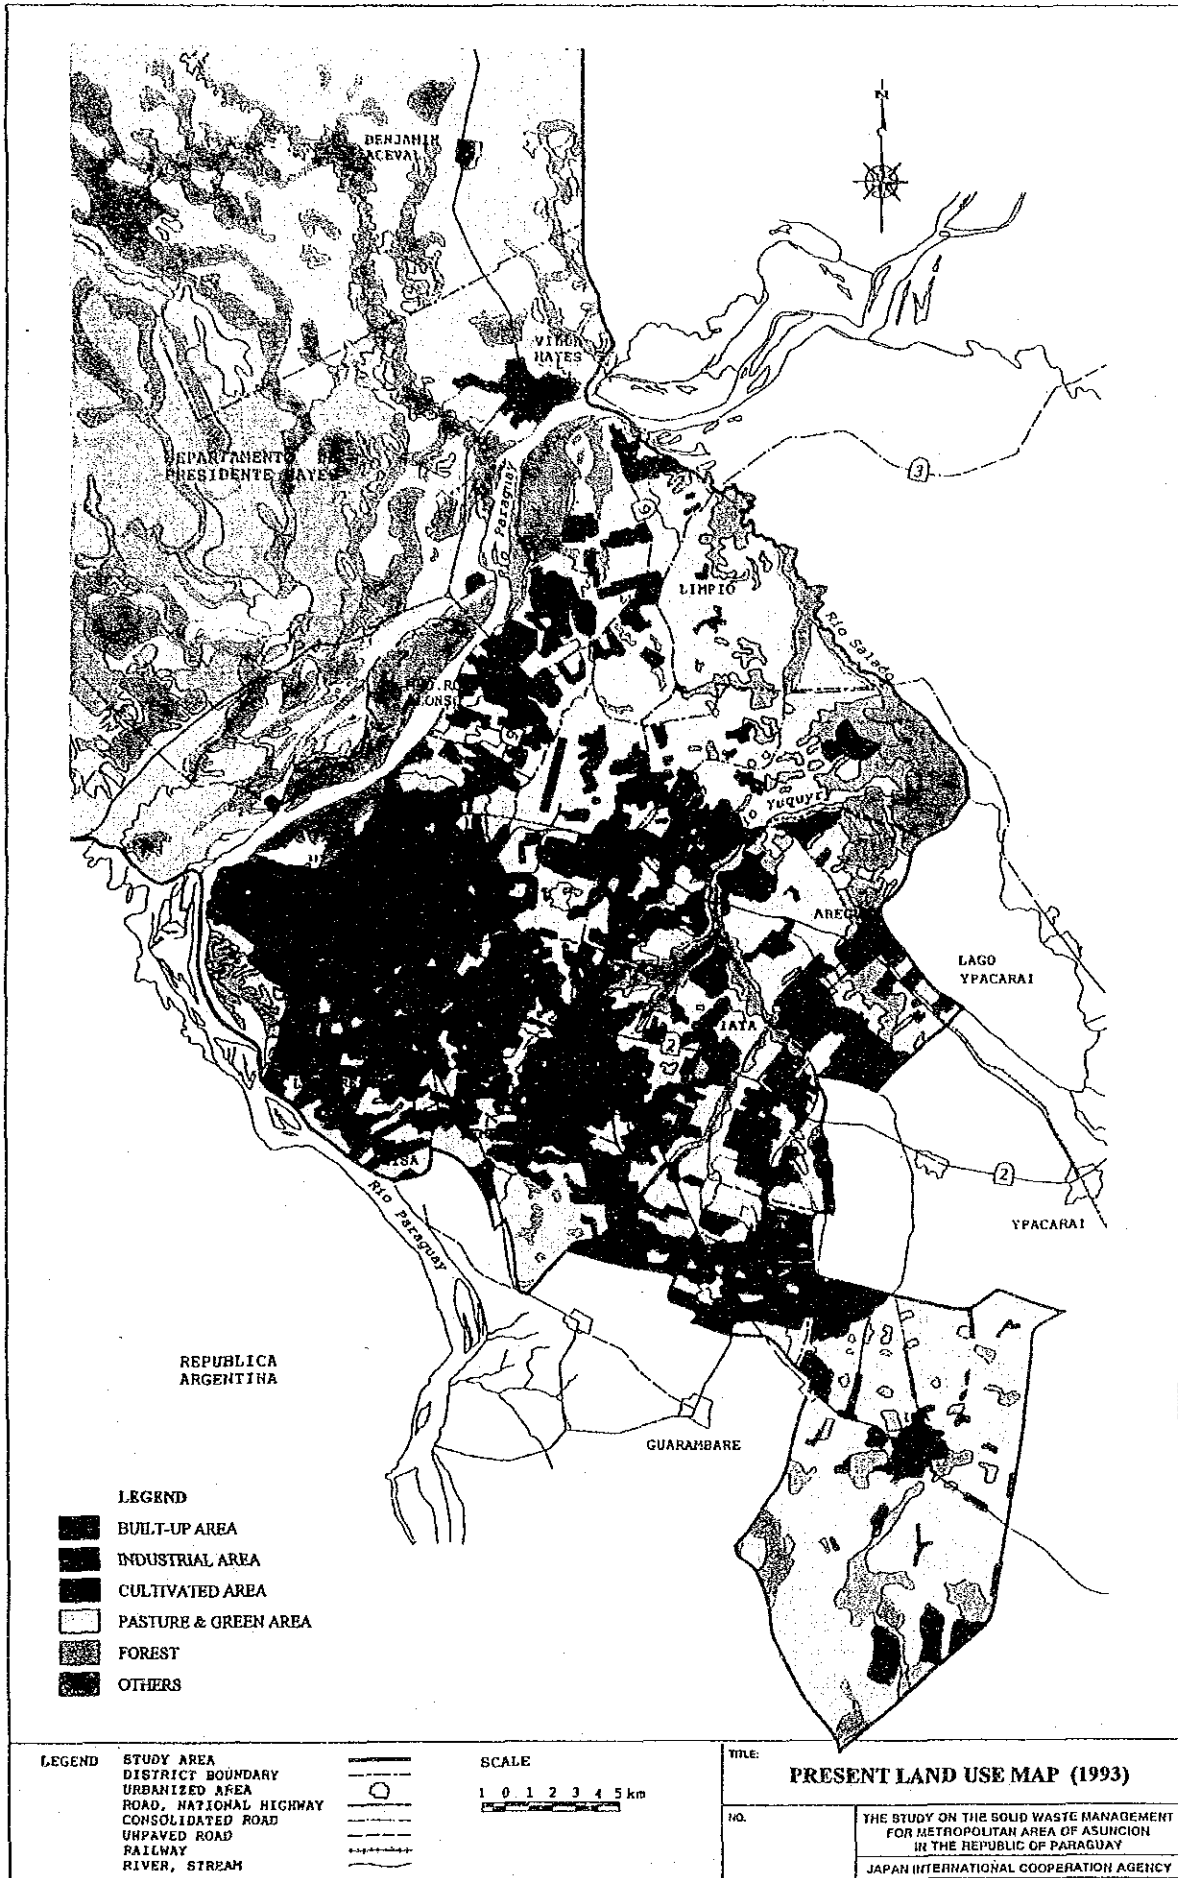 N
BENJAMIN
ACEVAL
VILLA
HAYES
3
DEPARTAMENTO
PRESIDENTE HAYES
Rio Paraguay
9
LIMPIO
Rio Salado
Yuquyry
LAGO
YPACARAI
2
2
YPACARAI
Rio Paraguay
REPUBLICA
ARGENTINA
GUARAMBARE
LEGEND
BUILT-UP AREA
INDUSTRIAL AREA
CULTIVATED AREA
PASTURE & GREEN AREA
FOREST
OTHERS
LEGEND
STUDY AREA
DISTRICT BOUNDARY
URBANIZED AREA
ROAD, NATIONAL HIGHWAY
CONSOLIDATED ROAD
UNPAVED ROAD
RAILWAY
RIVER, STREAM
SCALE
1 0 1 2 3 4 5 km
TITLE:
PRESENT LAND USE MAP (1993)
NO.
THE STUDY ON THE SOLID WASTE MANAGEMENT
FOR METROPOLITAN AREA OF ASUNCION
IN THE REPUBLIC OF PARAGUAY
JAPAN INTERNATIONAL COOPERATION AGENCY